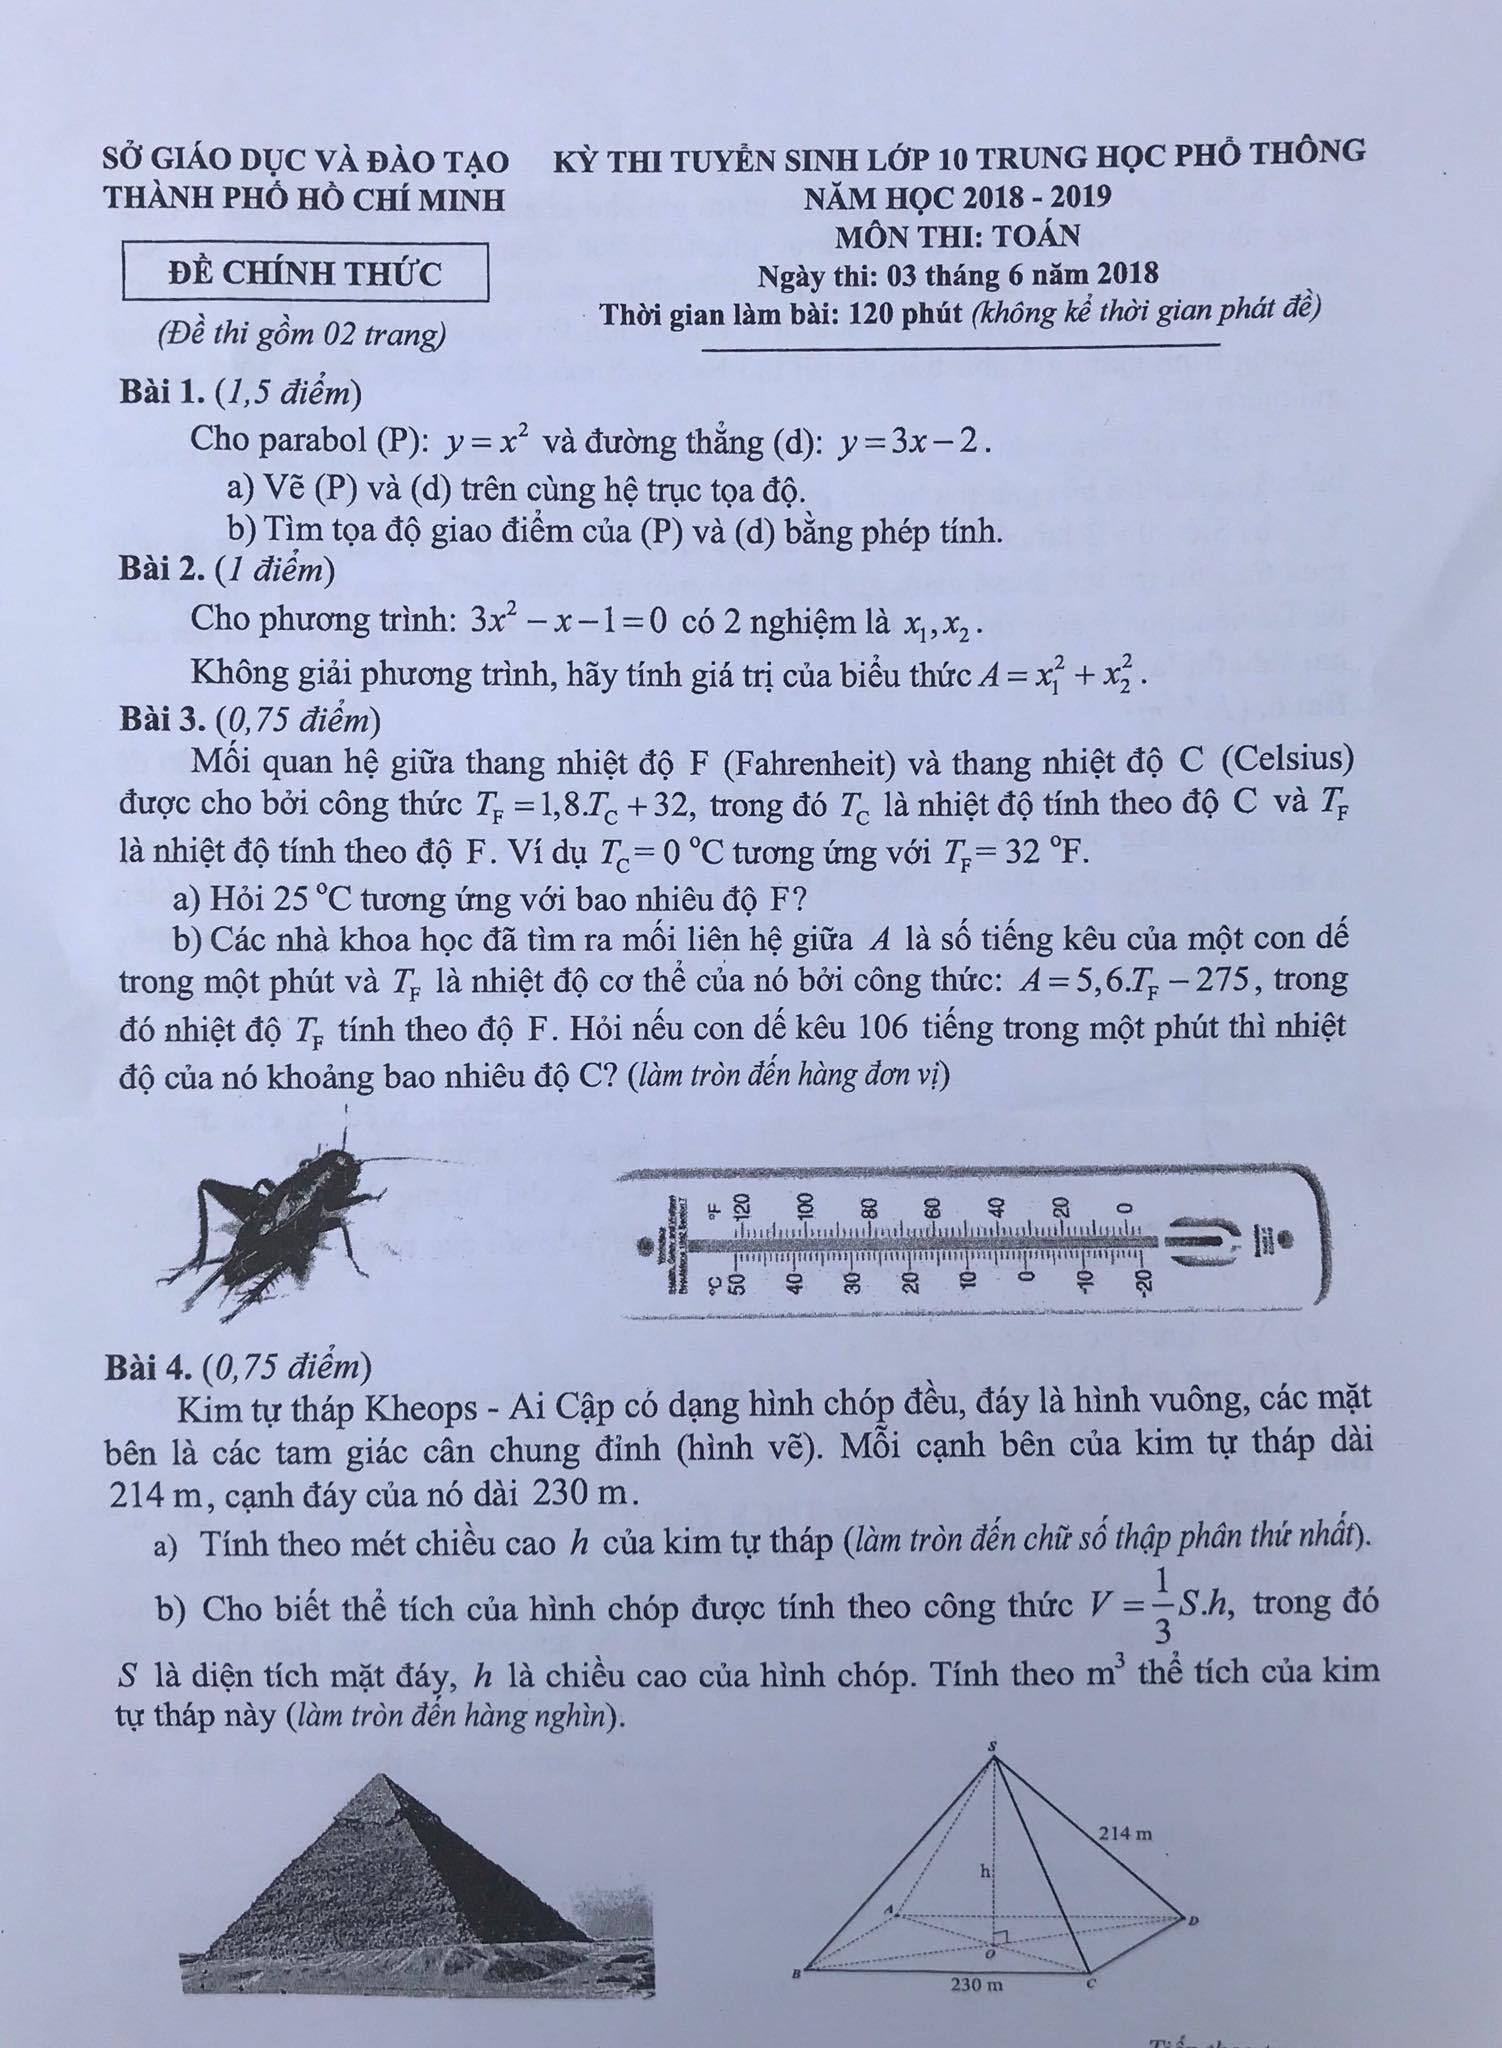 SỞ GIÁO DỤC VÀ ĐÀO TẠO
THÀNH PHỐ HỒ CHÍ MINH
ĐỀ CHÍNH THỨC
(Đề thi gồm 02 trang)
KỲ THI TUYỂN SINH LỚP 10 TRUNG HỌC PHỔ THÔNG
NĂM HỌC 2018 - 2019
MÔN THI: TOÁN
Ngày thi: 03 tháng 6 năm 2018
Thời gian làm bài: 120 phút (không kể thời gian phát đề)
Bài 1. (1,5 điểm)
Cho parabol (P): y = x² và đường thẳng (d): y = 3x − 2.
a) Vẽ (P) và (d) trên cùng hệ trục tọa độ.
b) Tìm tọa độ giao điểm của (P) và (d) bằng phép tính.
Bài 2. (1 điểm)
Cho phương trình: 3x² − x − 1 = 0 có 2 nghiệm là x₁, x₂.
Không giải phương trình, hãy tính giá trị của biểu thức A = x₁² + x₂².
Bài 3. (0,75 điểm)
Mối quan hệ giữa thang nhiệt độ F (Fahrenheit) và thang nhiệt độ C (Celsius)
được cho bởi công thức T_F = 1,8.T_C + 32, trong đó T_C là nhiệt độ tính theo độ C và T_F
là nhiệt độ tính theo độ F. Ví dụ T_C = 0 °C tương ứng với T_F = 32 °F.
a) Hỏi 25 °C tương ứng với bao nhiêu độ F?
b) Các nhà khoa học đã tìm ra mối liên hệ giữa A là số tiếng kêu của một con dế
trong một phút và T_F là nhiệt độ cơ thể của nó bởi công thức: A = 5,6.T_F − 275, trong
đó nhiệt độ T_F tính theo độ F. Hỏi nếu con dế kêu 106 tiếng trong một phút thì nhiệt
độ của nó khoảng bao nhiêu độ C? (làm tròn đến hàng đơn vị)
°F 120 100 80 60 40 20 0
°C 50 40 30 20 10 0 -10 -20
Bài 4. (0,75 điểm)
Kim tự tháp Kheops - Ai Cập có dạng hình chóp đều, đáy là hình vuông, các mặt
bên là các tam giác cân chung đỉnh (hình vẽ). Mỗi cạnh bên của kim tự tháp dài
214 m, cạnh đáy của nó dài 230 m.
a) Tính theo mét chiều cao h của kim tự tháp (làm tròn đến chữ số thập phân thứ nhất).
b) Cho biết thể tích của hình chóp được tính theo công thức V = 1/3 S.h, trong đó
S là diện tích mặt đáy, h là chiều cao của hình chóp. Tính theo m³ thể tích của kim
tự tháp này (làm tròn đến hàng nghìn).
S
214 m
h
A
D
O
B
230 m
C